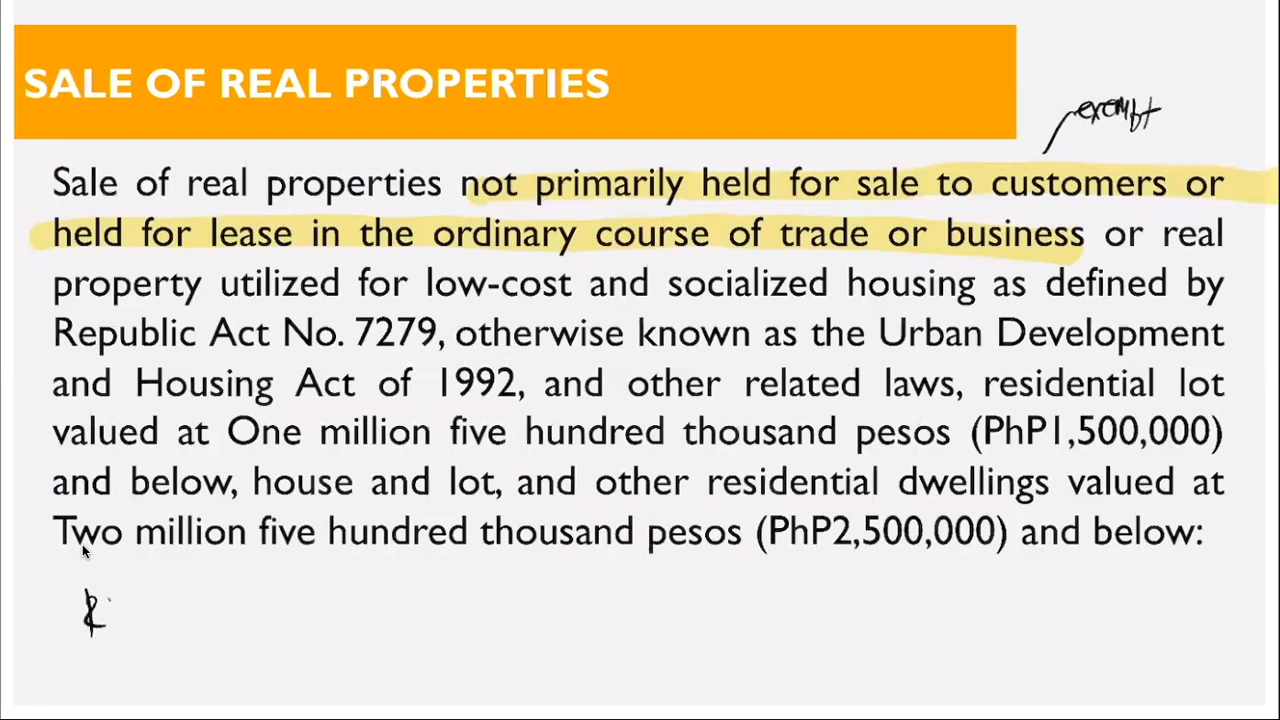 SALE OF REAL PROPERTIES
exempt
Sale of real properties not primarily held for sale to customers or
held for lease in the ordinary course of trade or business or real
property utilized for low-cost and socialized housing as defined by
Republic Act No. 7279, otherwise known as the Urban Development
and Housing Act of 1992, and other related laws, residential lot
valued at One million five hundred thousand pesos (PhP1,500,000)
and below, house and lot, and other residential dwellings valued at
Two million five hundred thousand pesos (PhP2,500,000) and below: